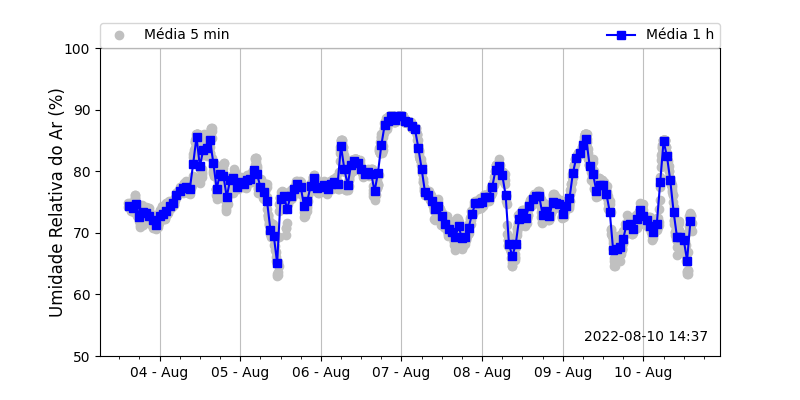 Média 5 min
Média 1 h
Umidade Relativa do Ar (%)
100
90
80
70
60
50
2022-08-10 14:37
04 - Aug
05 - Aug
06 - Aug
07 - Aug
08 - Aug
09 - Aug
10 - Aug